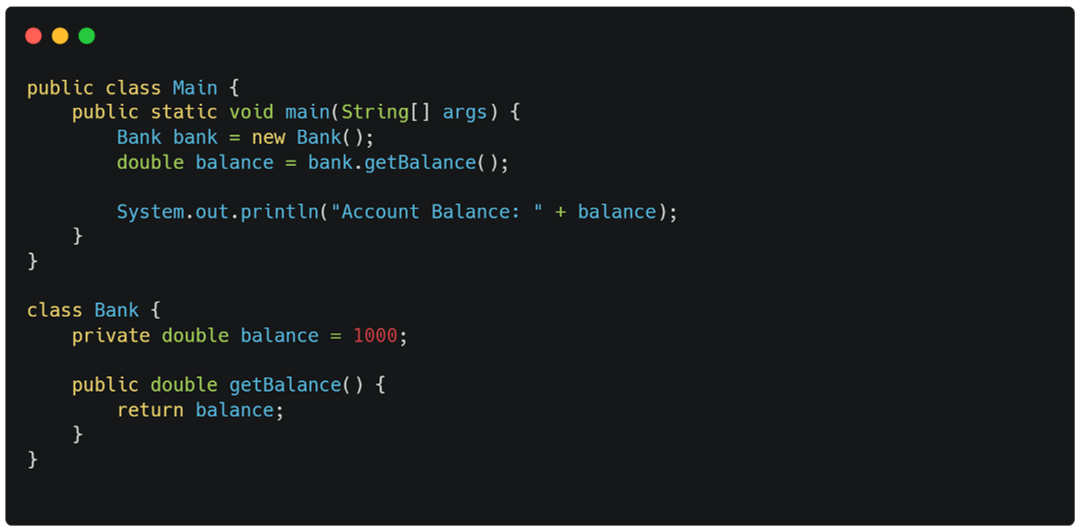 public class Main {
    public static void main(String[] args) {
        Bank bank = new Bank();
        double balance = bank.getBalance();

        System.out.println("Account Balance: " + balance);
    }
}

class Bank {
    private double balance = 1000;

    public double getBalance() {
        return balance;
    }
}